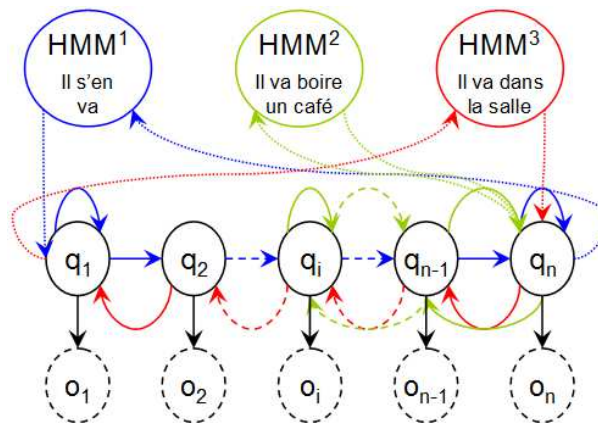 HMM¹ HMM² HMM³
Il s'en Il va boire Il va dans
va un café la salle
q₁ q₂ qᵢ qₙ₋₁ qₙ
o₁ o₂ oᵢ oₙ₋₁ oₙ